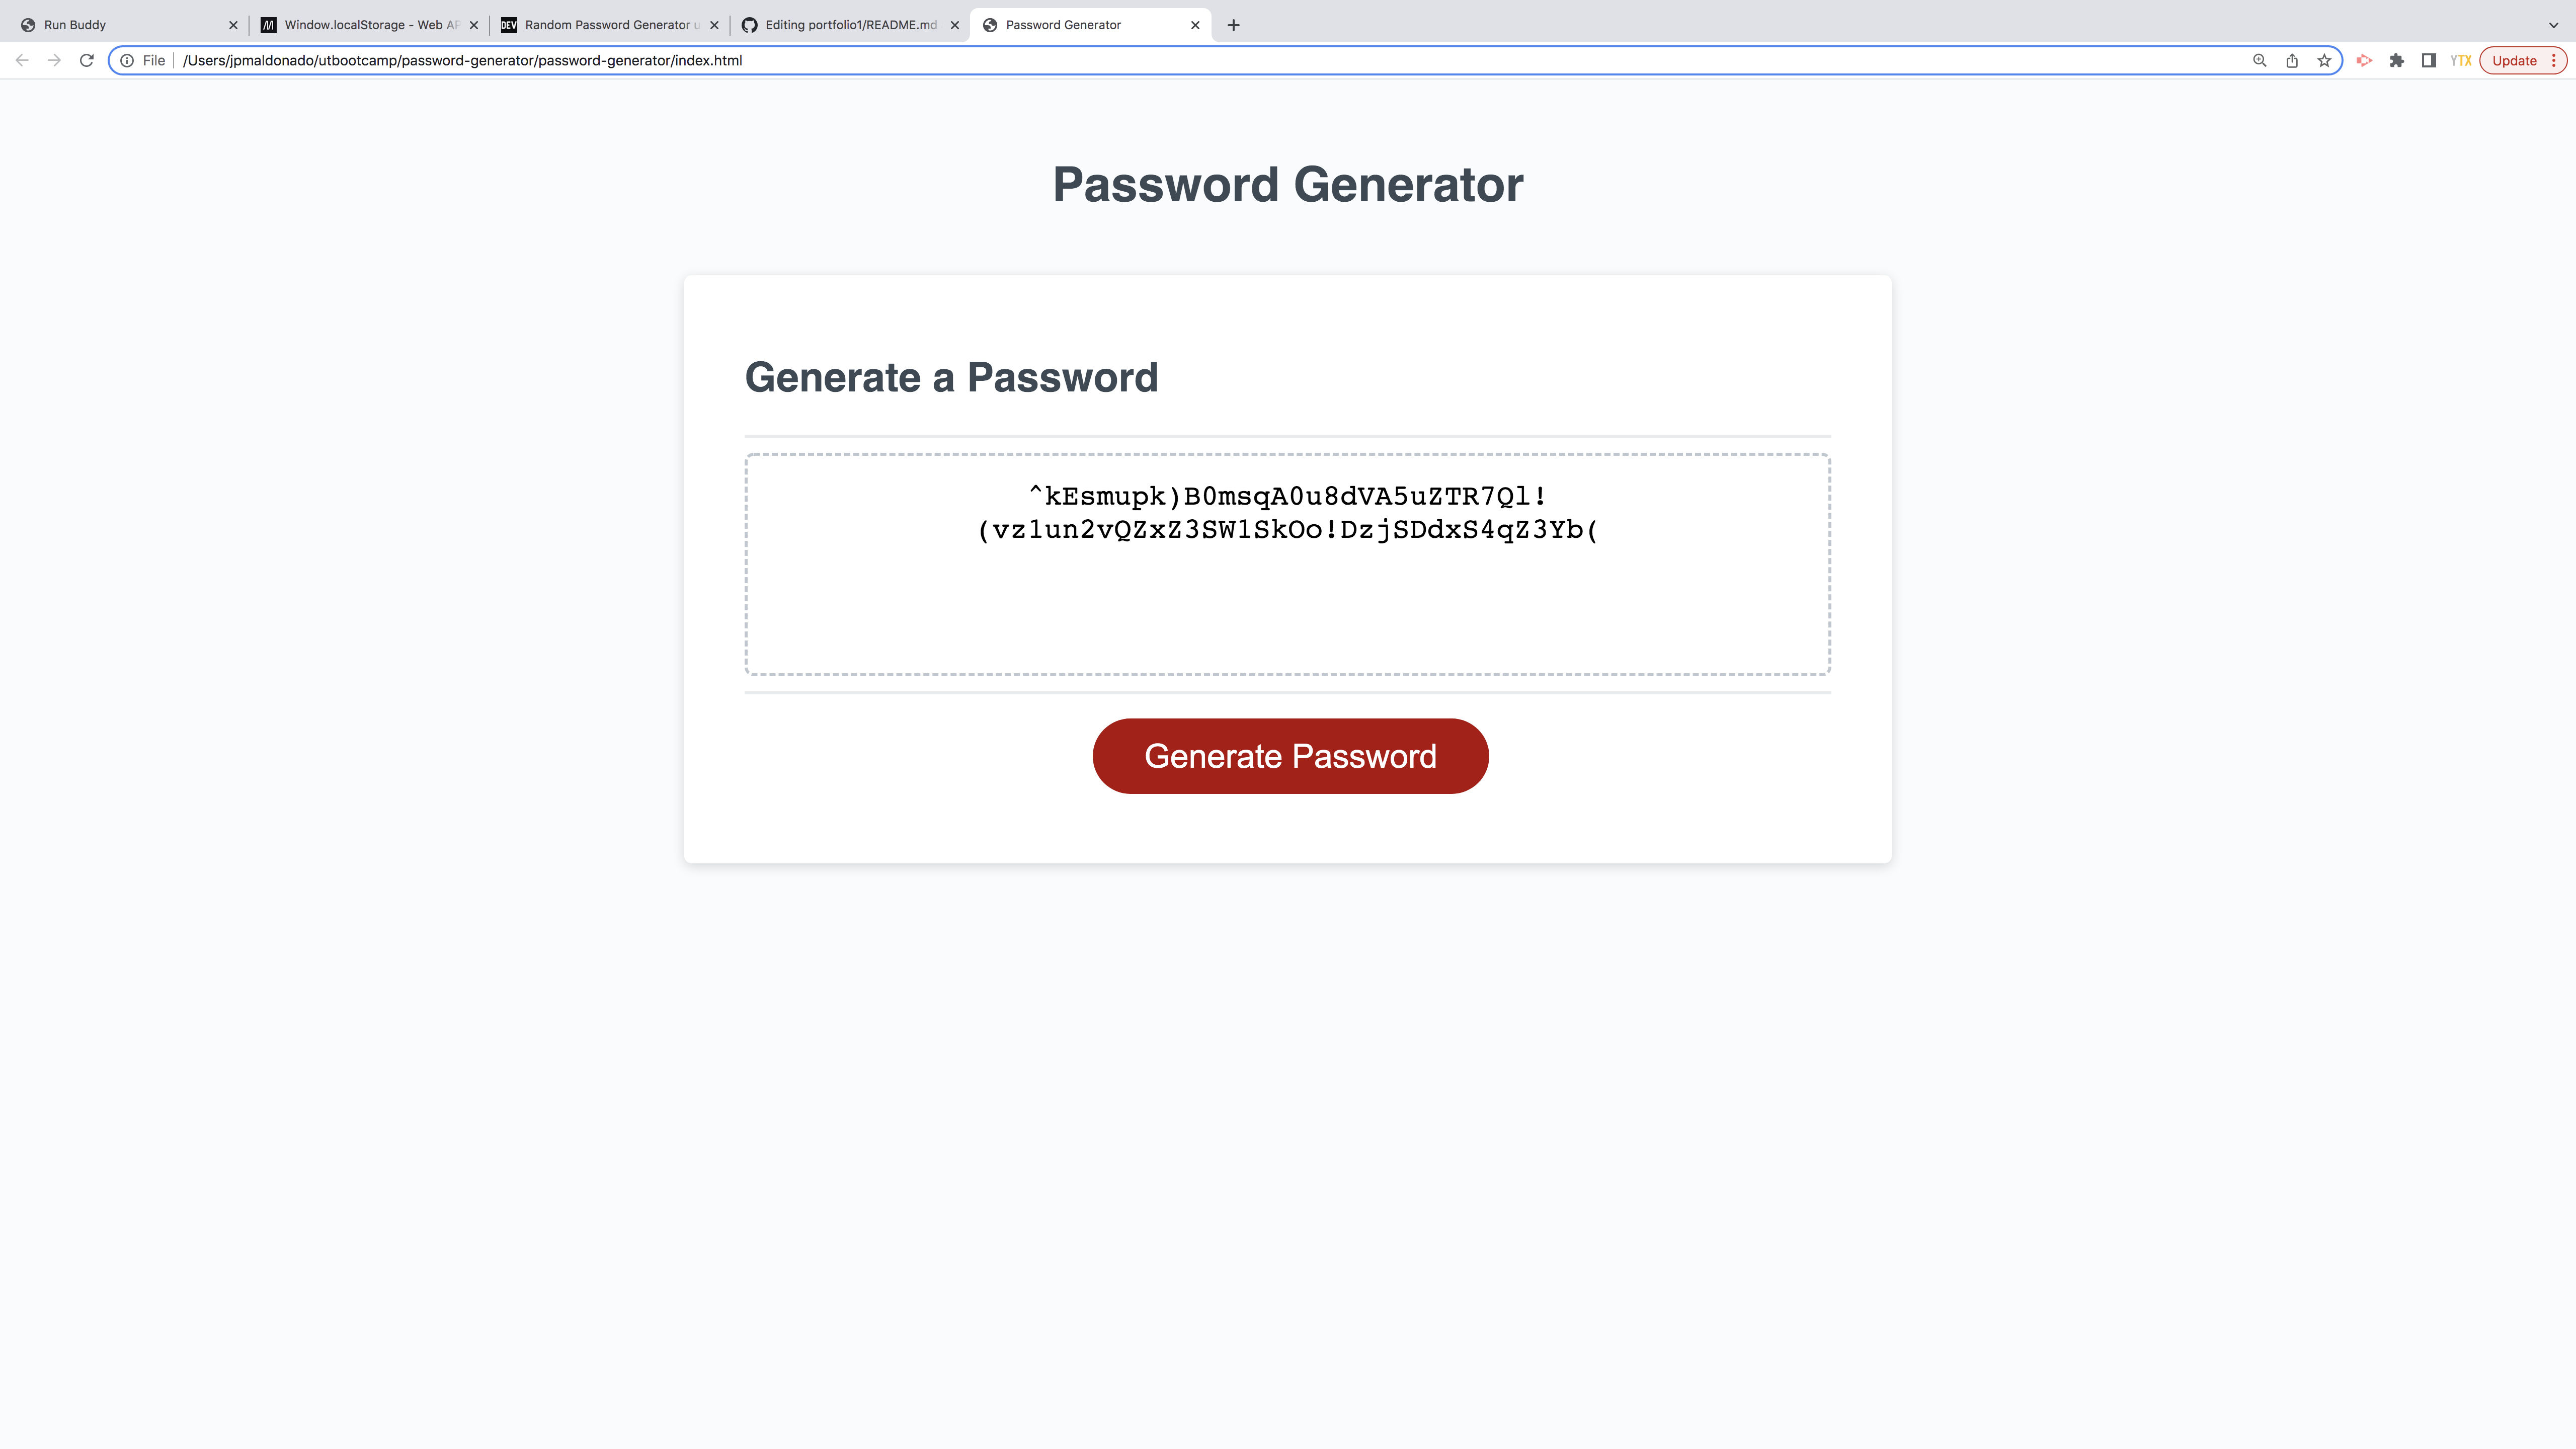 Run Buddy
Window.localStorage - Web AP
Random Password Generator u
Editing portfolio1/README.md
Password Generator
File
/Users/jpmaldonado/utbootcamp/password-generator/password-generator/index.html
YTX
Update
Password Generator
Generate a Password
^kEsmupk)B0msqA0u8dVA5uZTR7Ql!
(vz1un2vQZxZ3SW1SkOo!DzjSDdxS4qZ3Yb(
Generate Password